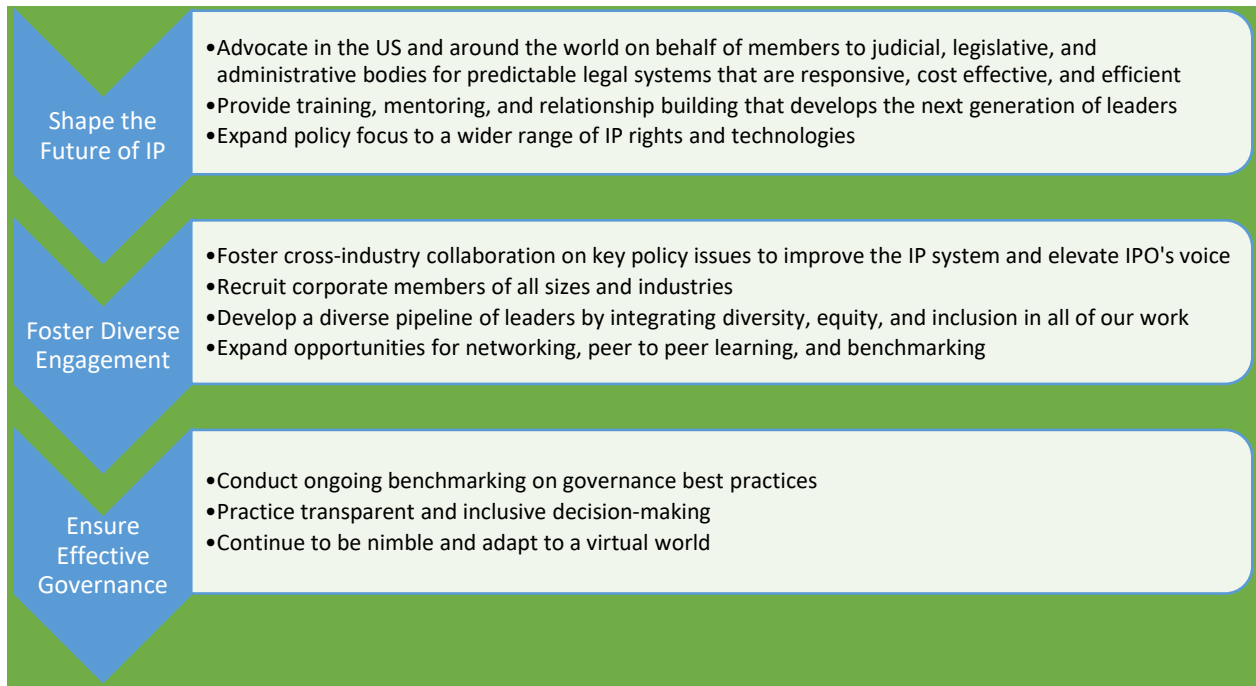 Shape the
Future of IP
•Advocate in the US and around the world on behalf of members to judicial, legislative, and
administrative bodies for predictable legal systems that are responsive, cost effective, and efficient
•Provide training, mentoring, and relationship building that develops the next generation of leaders
•Expand policy focus to a wider range of IP rights and technologies
Foster Diverse
Engagement
•Foster cross-industry collaboration on key policy issues to improve the IP system and elevate IPO's voice
•Recruit corporate members of all sizes and industries
•Develop a diverse pipeline of leaders by integrating diversity, equity, and inclusion in all of our work
•Expand opportunities for networking, peer to peer learning, and benchmarking
Ensure
Effective
Governance
•Conduct ongoing benchmarking on governance best practices
•Practice transparent and inclusive decision-making
•Continue to be nimble and adapt to a virtual world